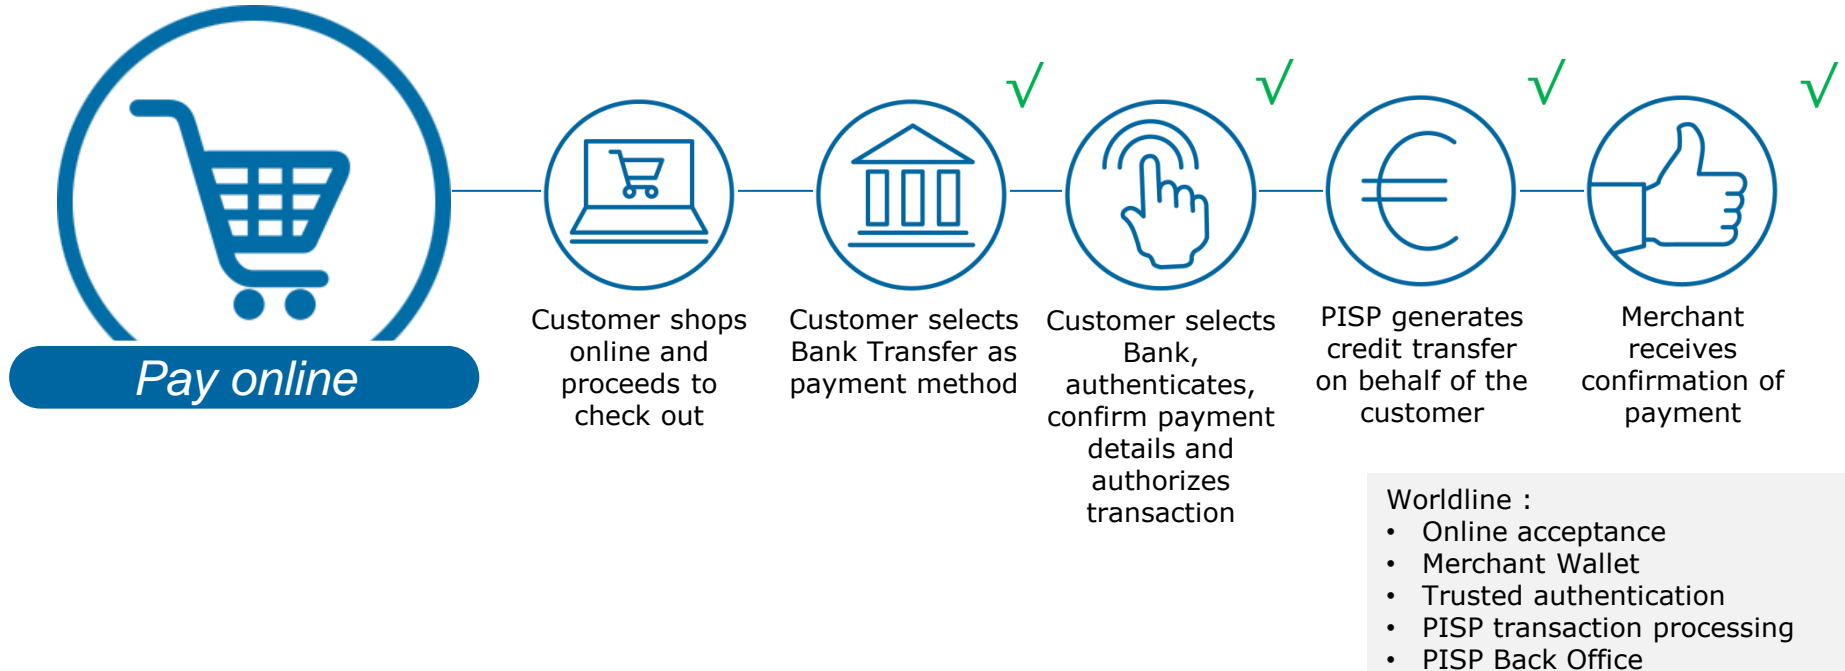 √
√
√
√
Pay online
Customer shops
online and
proceeds to
check out
Customer selects
Bank Transfer as
payment method
Customer selects
Bank,
authenticates,
confirm payment
details and
authorizes
transaction
PISP generates
credit transfer
on behalf of the
customer
Merchant
receives
confirmation of
payment
Worldline :
• Online acceptance
• Merchant Wallet
• Trusted authentication
• PISP transaction processing
• PISP Back Office